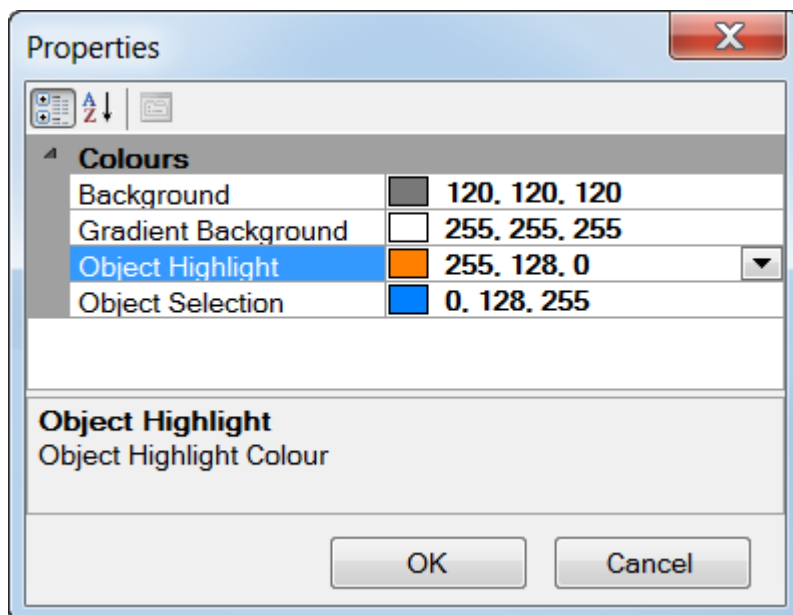 Properties
X
A
Z
Colours
Background 120, 120, 120
Gradient Background 255, 255, 255
Object Highlight 255, 128, 0
Object Selection 0, 128, 255
Object Highlight
Object Highlight Colour
OK Cancel